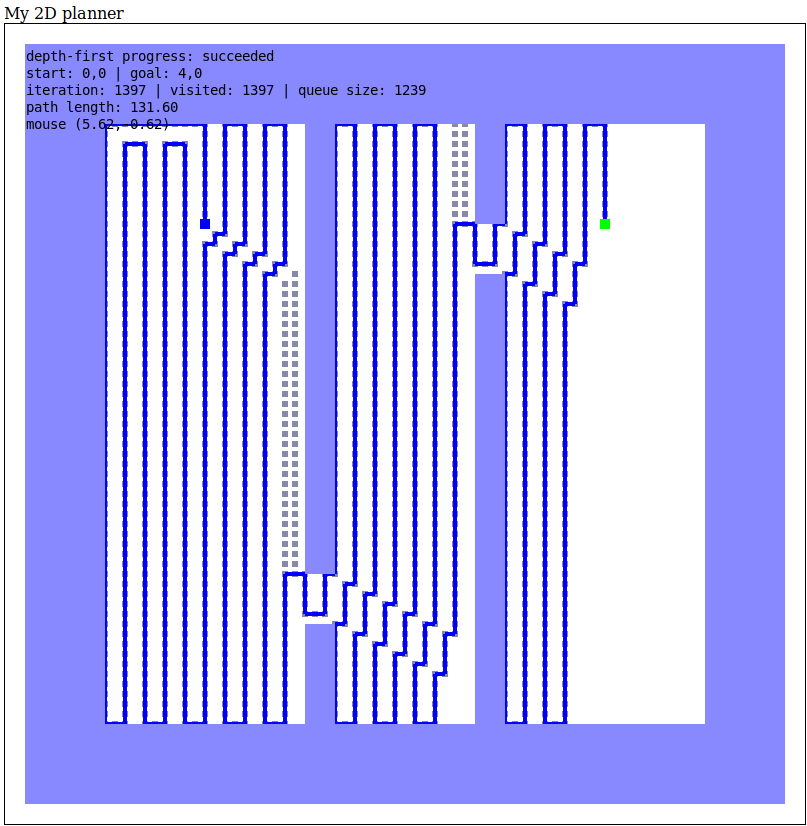 My 2D planner
depth-first progress: succeeded
start: 0,0 | goal: 4,0
iteration: 1397 | visited: 1397 | queue size: 1239
path length: 131.60
mouse (5.62,-0.62)